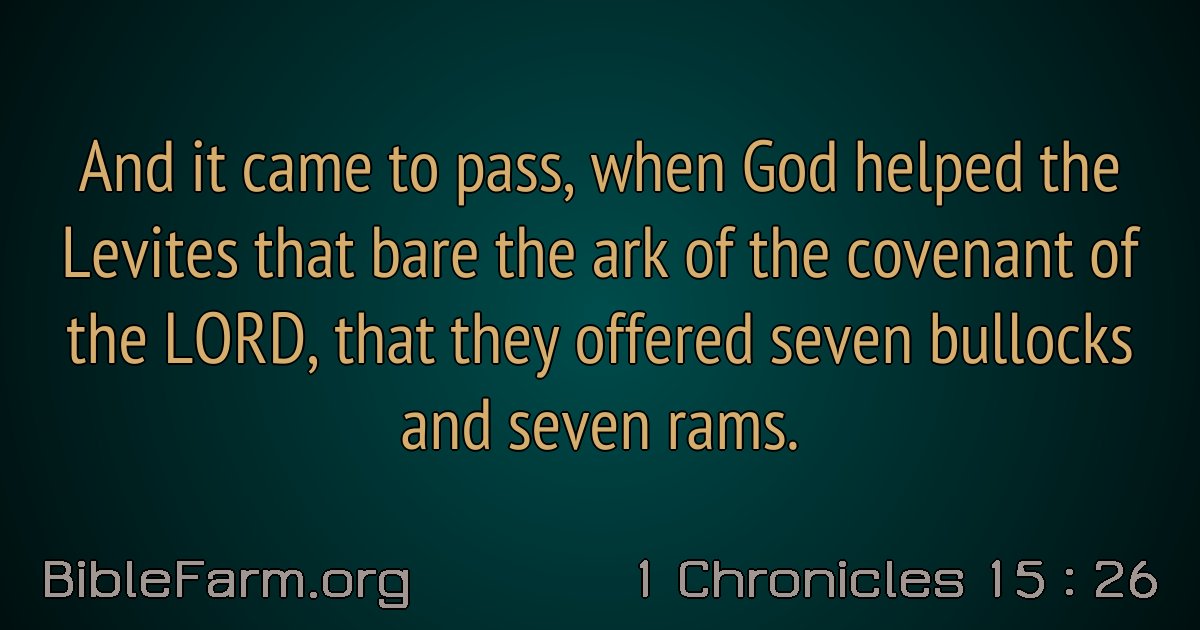 And it came to pass, when God helped the
Levites that bare the ark of the covenant of
the LORD, that they offered seven bullocks
and seven rams.
BibleFarm.org
1 Chronicles 15 : 26